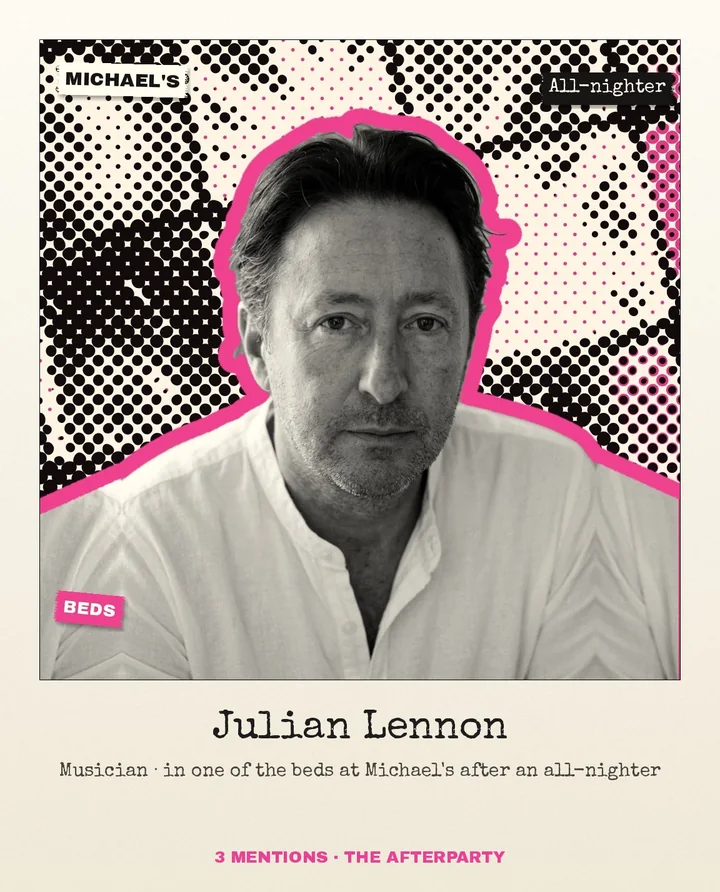 MICHAEL'S
All-nighter
BEDS
Julian Lennon
Musician · in one of the beds at Michael's after an all-nighter
3 MENTIONS · THE AFTERPARTY